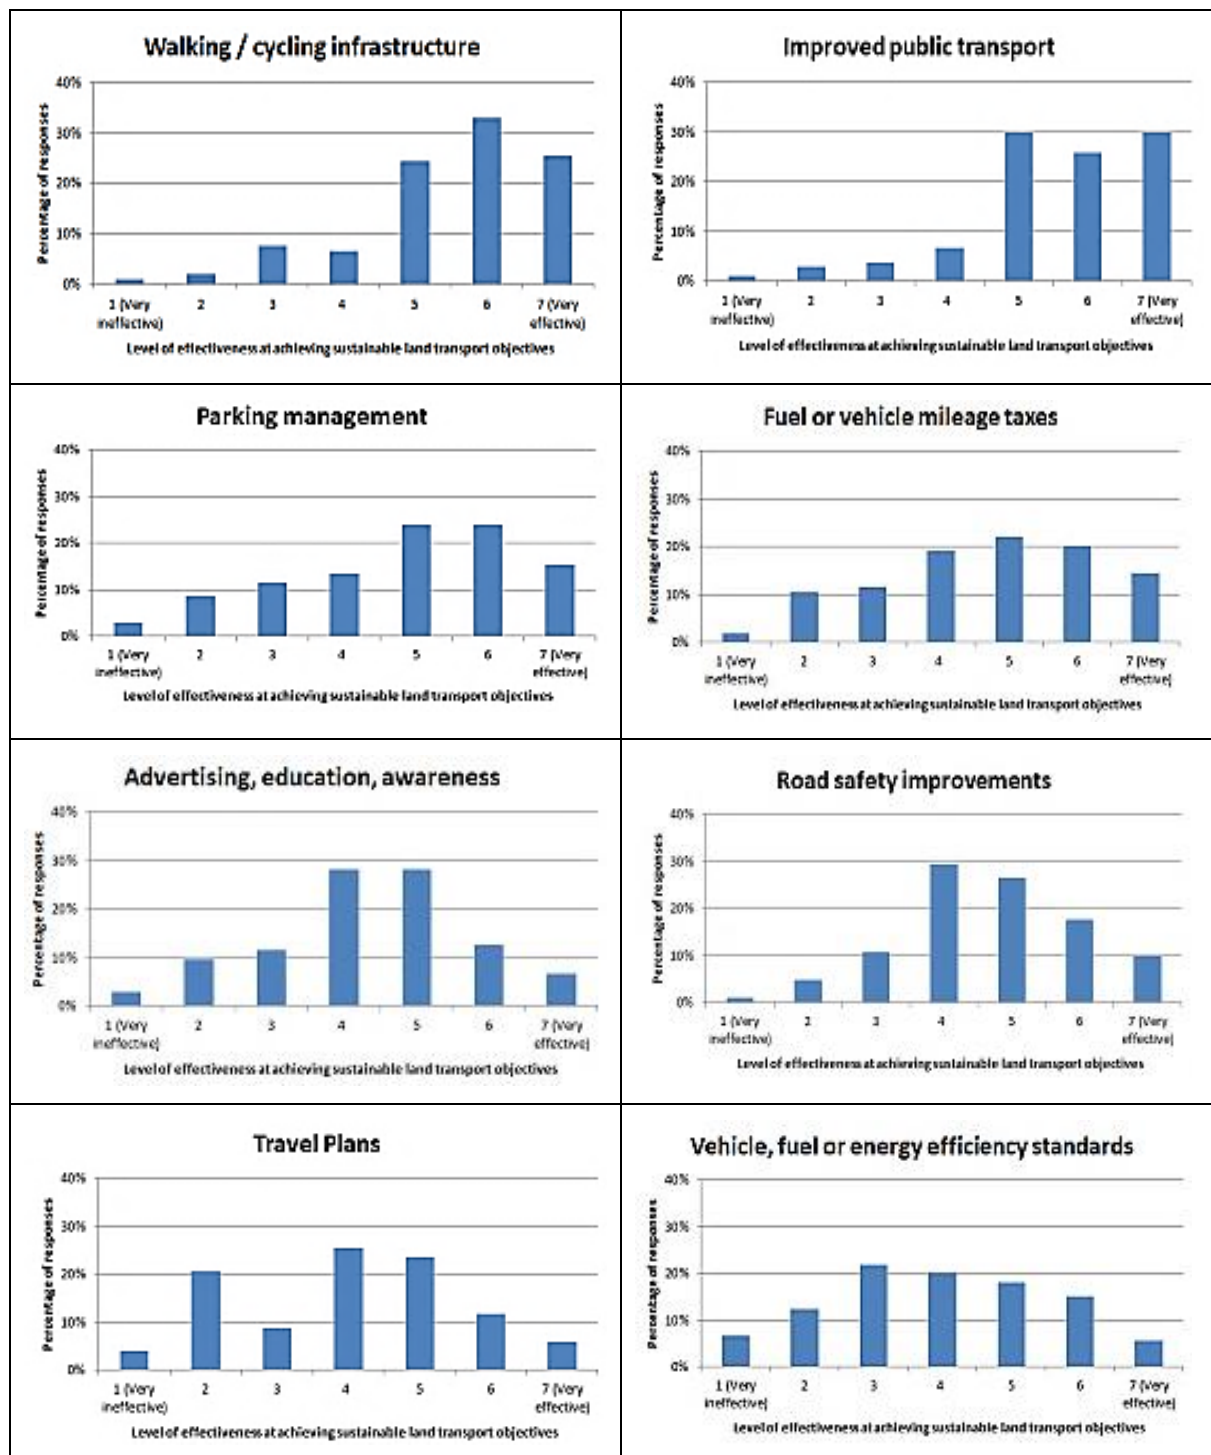 Walking / cycling infrastructure
Percentage of responses
40%
30%
20%
10%
0%
1 (Very ineffective)
2
3
4
5
6
7 (Very effective)
Level of effectiveness at achieving sustainable land transport objectives
Improved public transport
Percentage of responses
40%
30%
20%
10%
0%
1 (Very ineffective)
2
3
4
5
6
7 (Very effective)
Level of effectiveness at achieving sustainable land transport objectives
Parking management
Percentage of responses
40%
30%
20%
10%
0%
1 (Very ineffective)
2
3
4
5
6
7 (Very effective)
Level of effectiveness at achieving sustainable land transport objectives
Fuel or vehicle mileage taxes
Percentage of responses
40%
30%
20%
10%
0%
1 (Very ineffective)
2
3
4
5
6
7 (Very effective)
Level of effectiveness at achieving sustainable land transport objectives
Advertising, education, awareness
Percentage of responses
40%
30%
20%
10%
0%
1 (Very ineffective)
2
3
4
5
6
7 (Very effective)
Level of effectiveness at achieving sustainable land transport objectives
Road safety improvements
Percentage of responses
40%
30%
20%
10%
0%
1 (Very ineffective)
2
3
4
5
6
7 (Very effective)
Level of effectiveness at achieving sustainable land transport objectives
Travel Plans
Percentage of responses
40%
30%
20%
10%
0%
1 (Very ineffective)
2
3
4
5
6
7 (Very effective)
Level of effectiveness at achieving sustainable land transport objectives
Vehicle, fuel or energy efficiency standards
Percentage of responses
40%
30%
20%
10%
0%
1 (Very ineffective)
2
3
4
5
6
7 (Very effective)
Level of effectiveness at achieving sustainable land transport objectives